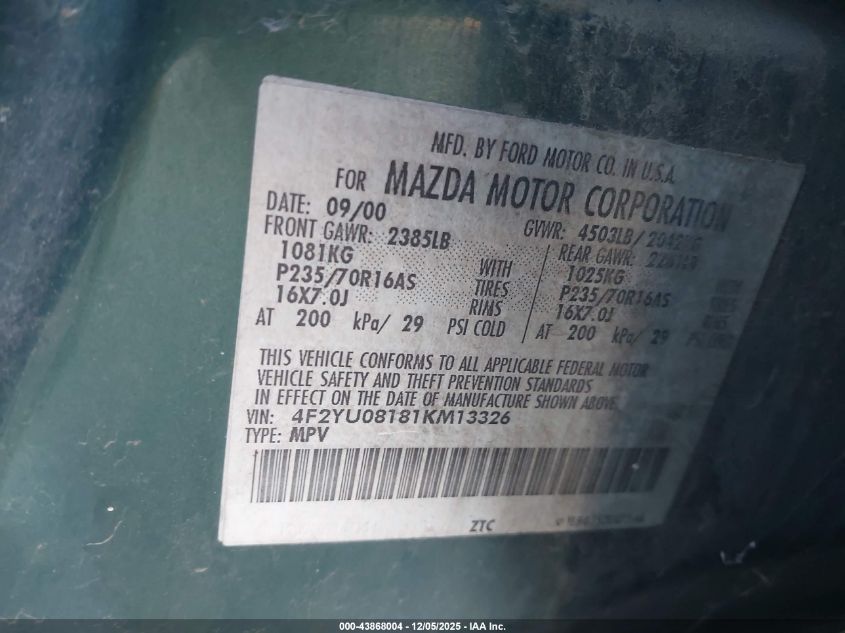 MFD. BY FORD MOTOR CO. IN U.S.A.
FOR MAZDA MOTOR CORPORATION
DATE: 09/00 GVWR: 4503LB/
FRONT GAWR: 2385LB REAR GAWR:
1081KG WITH 1025KG
P235/70R16AS TIRES P235/70R16AS TIRES
16X7.0J RIMS 16X7.0J RIMS
AT 200 kPa/ 29 PSI COLD AT 200 kPa/ 29 PSI
THIS VEHICLE CONFORMS TO ALL APPLICABLE FEDERAL MOTOR
VEHICLE SAFETY AND THEFT PREVENTION STANDARDS
IN EFFECT ON THE DATE OF MANUFACTURE SHOWN ABOVE.
VIN: 4F2YU08181KM13326
TYPE: MPV
ZTC
000-43868004 - 12/05/2025 - IAA Inc.